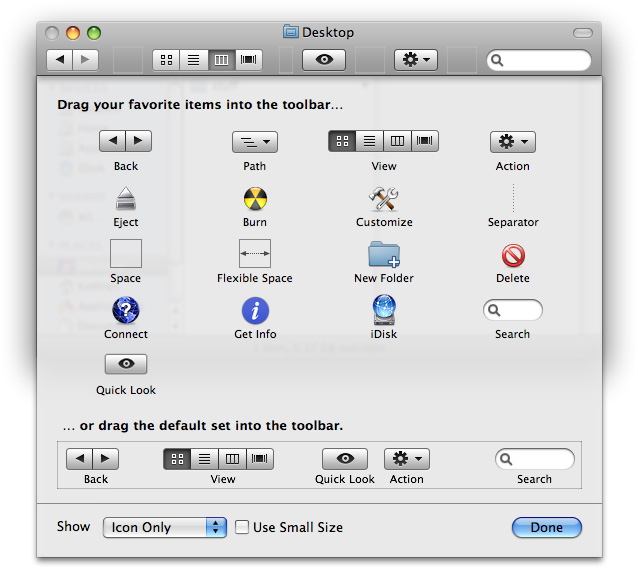 Desktop
Drag your favorite items into the toolbar...
Back Path View Action
Eject Burn Customize Separator
Space Flexible Space New Folder Delete
Connect Get Info iDisk Search
Quick Look
... or drag the default set into the toolbar.
Back View Quick Look Action Search
Show Icon Only Use Small Size Done